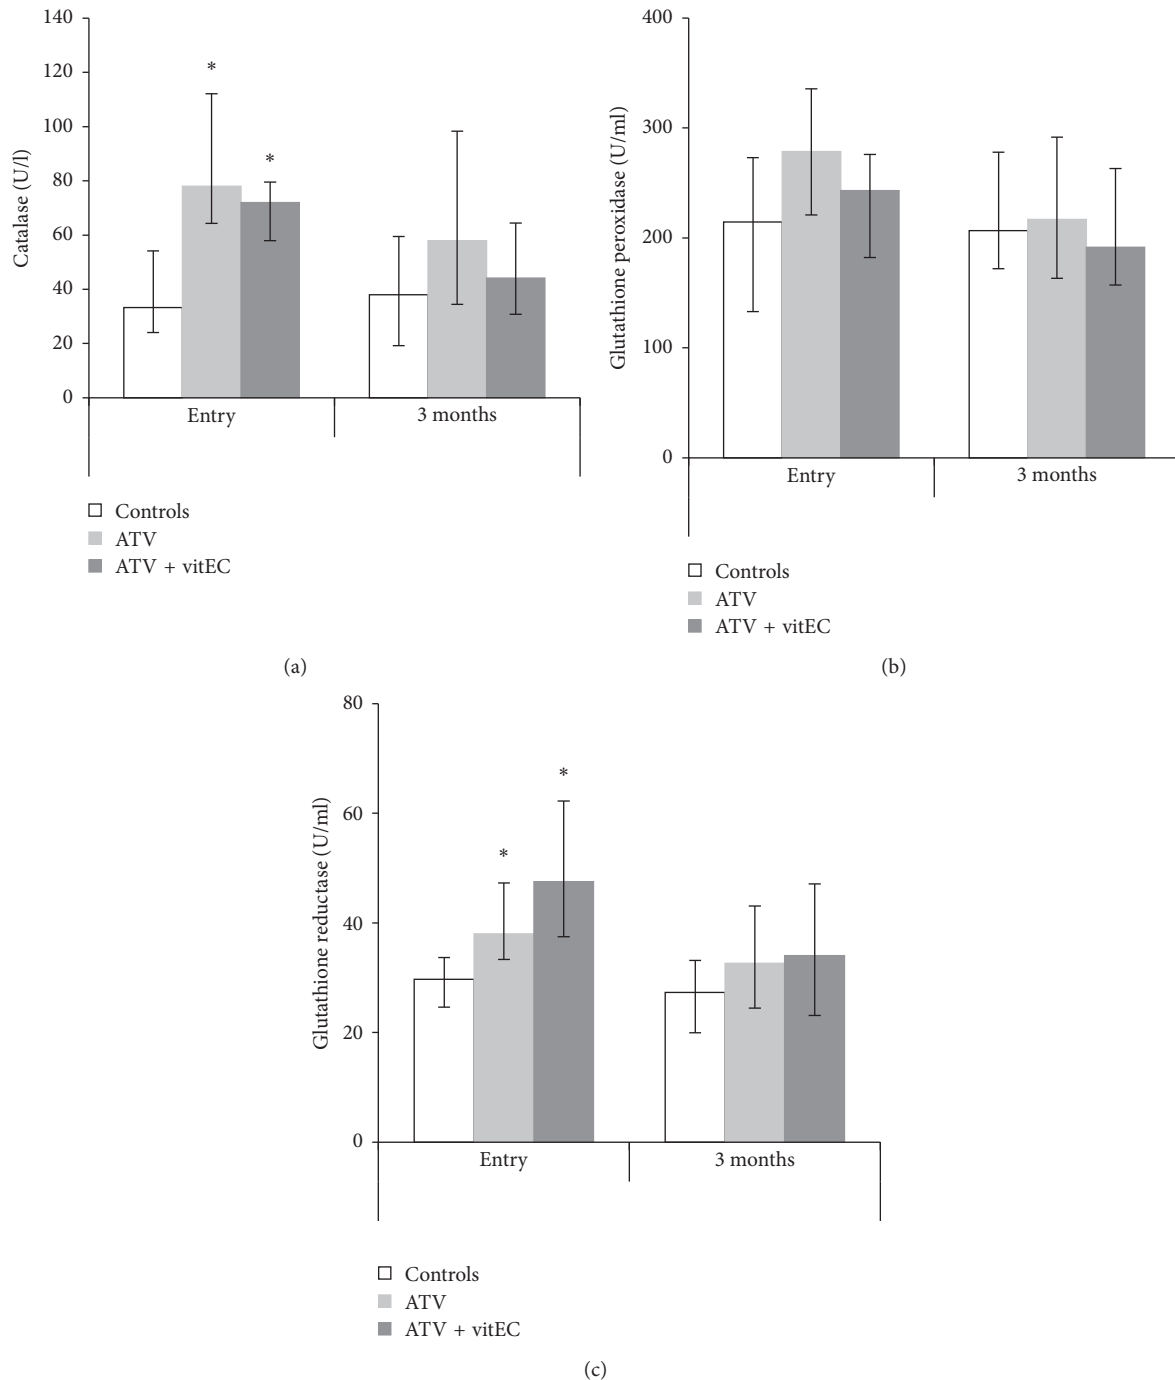 140
120
100
80
60
40
20
0
Catalase (U/l)
*
*
Entry
3 months
Controls
ATV
ATV + vitEC
(a)
400
300
200
100
0
Glutathione peroxidase (U/ml)
Entry
3 months
Controls
ATV
ATV + vitEC
(b)
80
60
40
20
0
Glutathione reductase (U/ml)
*
*
Entry
3 months
Controls
ATV
ATV + vitEC
(c)